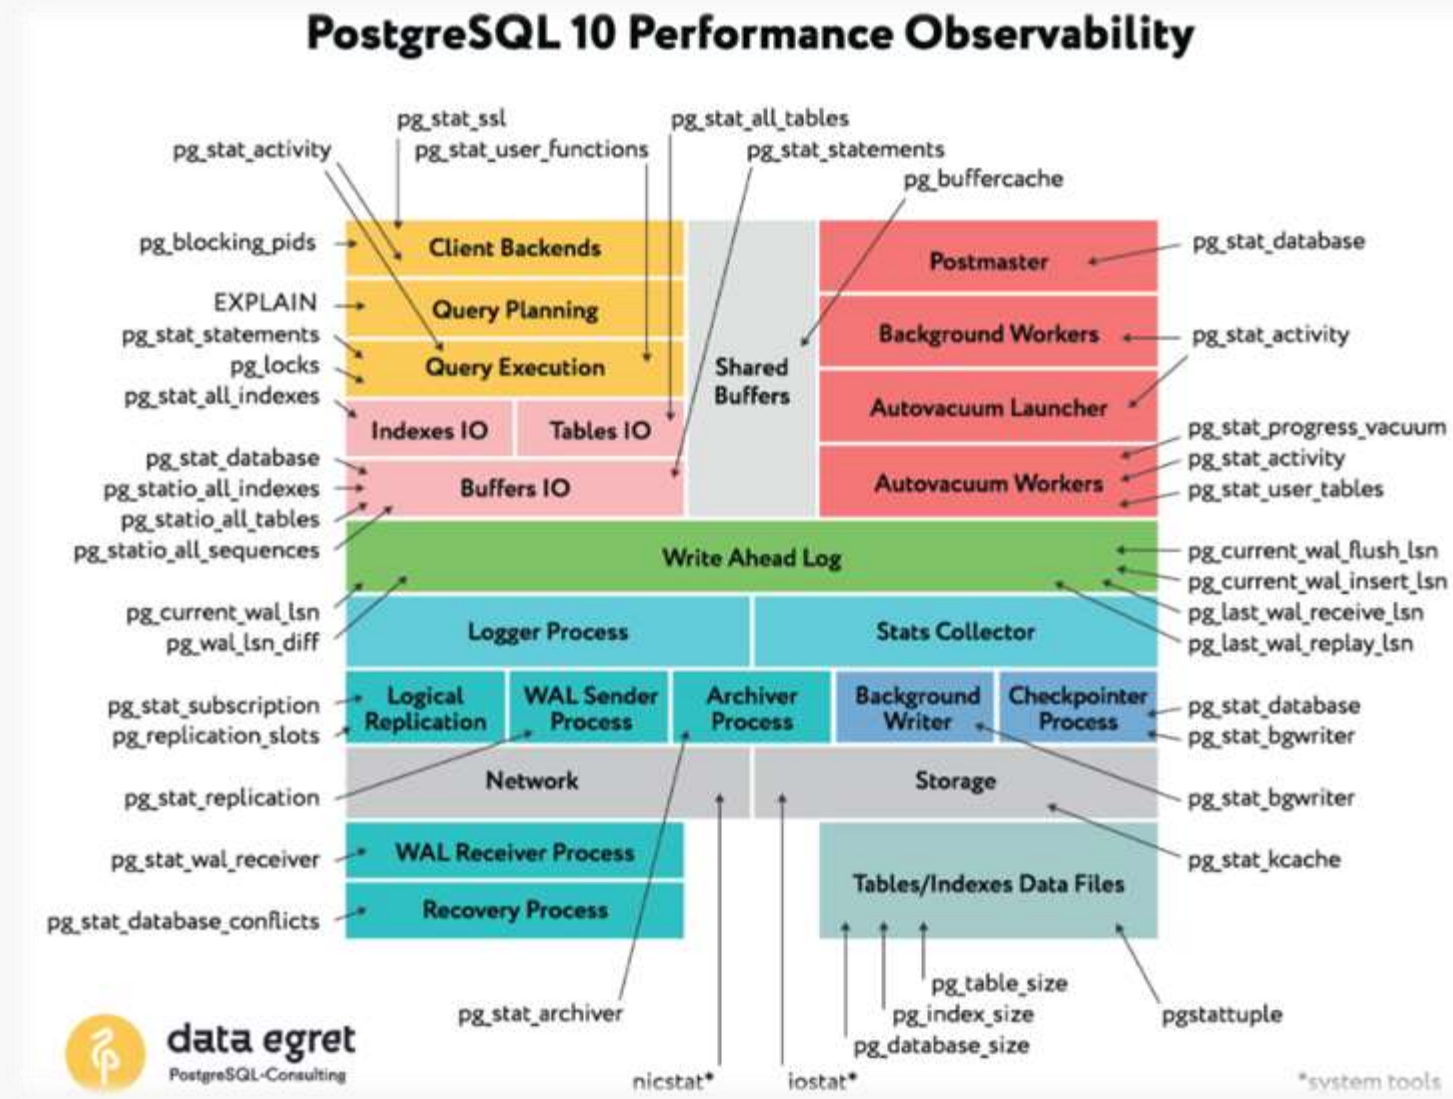 PostgreSQL 10 Performance Observability
pg_stat_ssl
pg_stat_all_tables
pg_stat_activity
pg_stat_user_functions
pg_stat_statements
pg_buffercache
pg_blocking_pids
Client Backends
Postmaster
pg_stat_database
EXPLAIN
Query Planning
pg_stat_statements
Background Workers
pg_stat_activity
pg_locks
Query Execution
Shared
Buffers
pg_stat_all_indexes
Autovacuum Launcher
Indexes IO
Tables IO
pg_stat_progress_vacuum
pg_stat_database
pg_stat_activity
pg_statio_all_indexes
Buffers IO
Autovacuum Workers
pg_stat_user_tables
pg_statio_all_tables
pg_statio_all_sequences
Write Ahead Log
pg_current_wal_flush_lsn
pg_current_wal_insert_lsn
pg_current_wal_lsn
pg_last_wal_receive_lsn
pg_wal_lsn_diff
Logger Process
Stats Collector
pg_last_wal_replay_lsn
pg_stat_subscription
Logical
Replication
WAL Sender
Process
Archiver
Process
Background
Writer
Checkpointer
Process
pg_stat_database
pg_replication_slots
pg_stat_bgwriter
Network
Storage
pg_stat_replication
pg_stat_bgwriter
pg_stat_wal_receiver
WAL Receiver Process
pg_stat_kcache
Tables/Indexes Data Files
pg_stat_database_conflicts
Recovery Process
pg_table_size
pg_stat_archiver
pg_index_size
pgstattuple
pg_database_size
data egret
PostgreSQL-Consulting
nicstat*
iostat*
*system tools